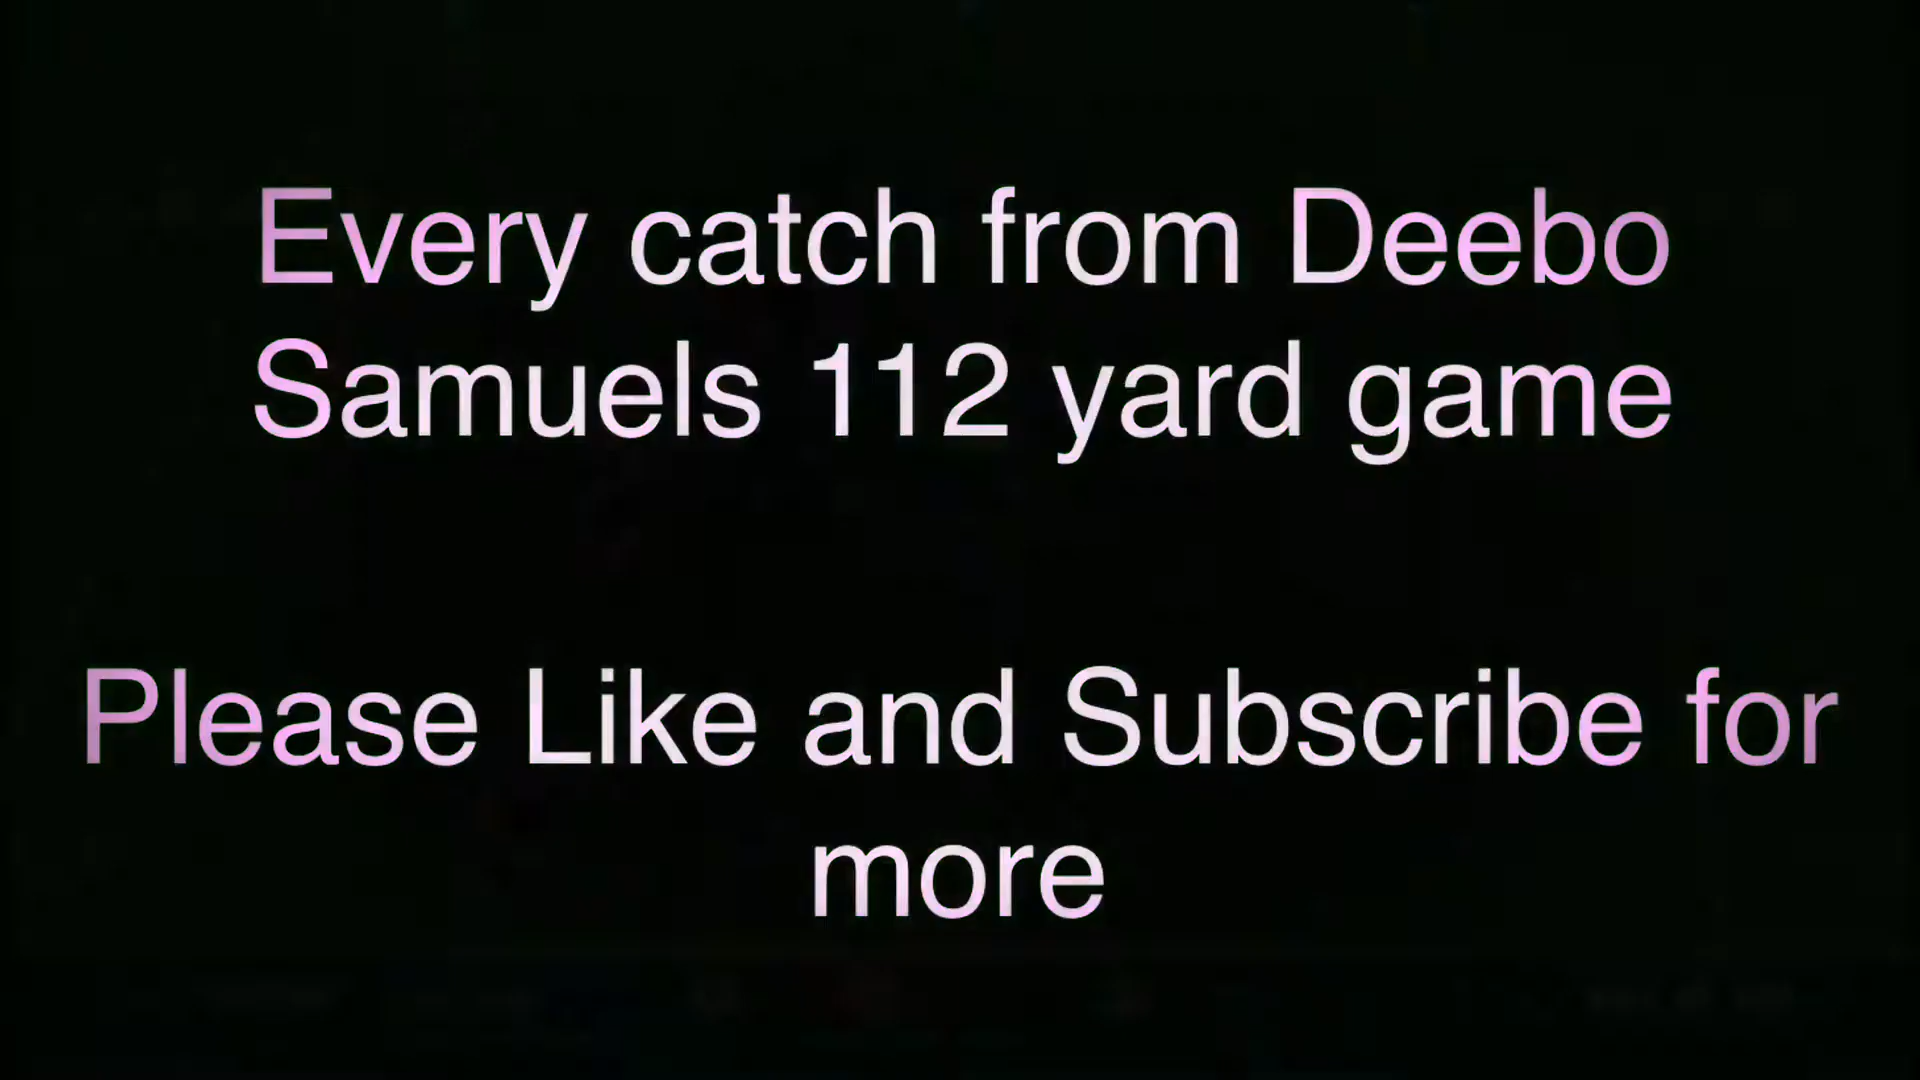 Every catch from Deebo
Samuels 112 yard game
Please Like and Subscribe for
more